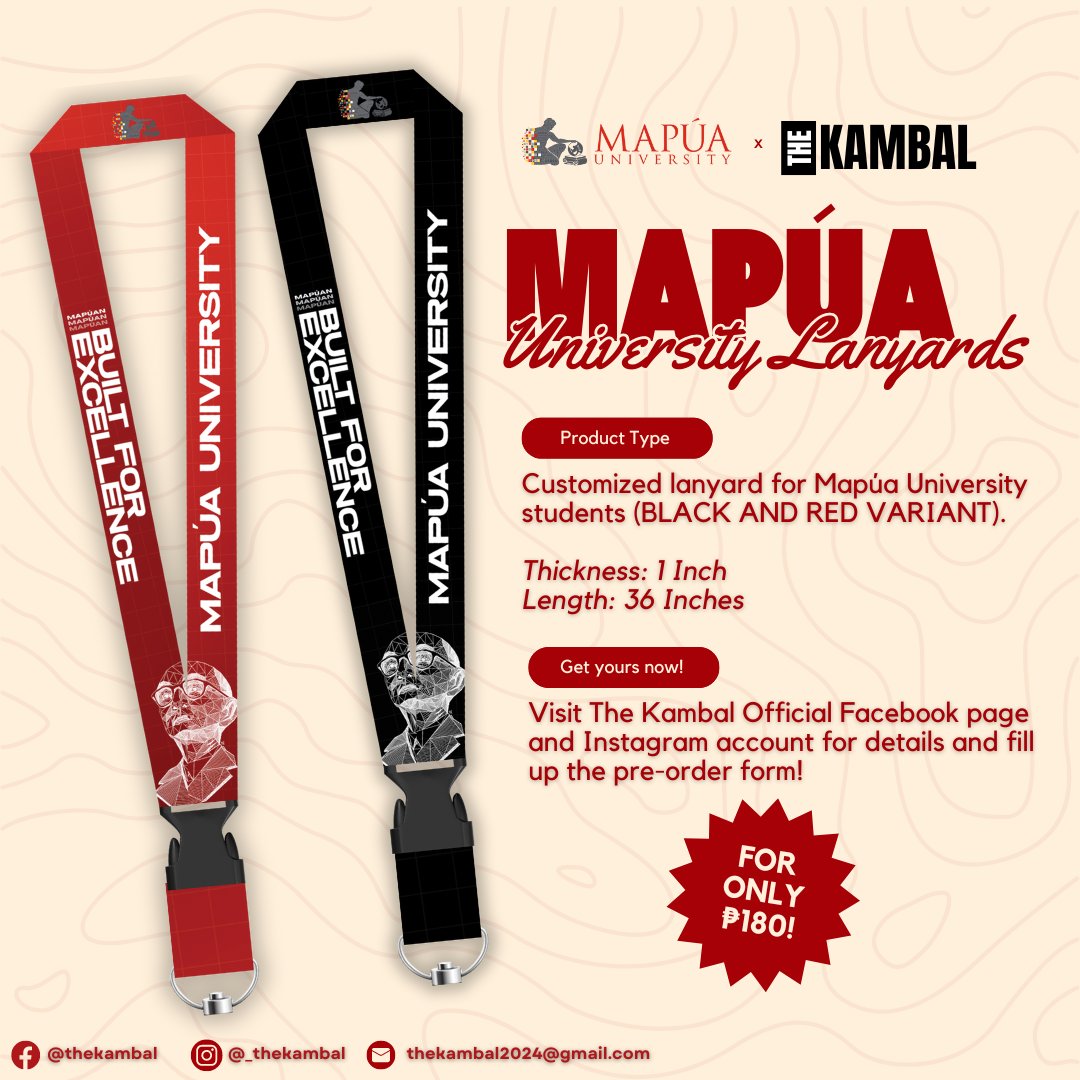 MAPÚA
UNIVERSITY
x
THE KAMBAL
MAPÚA
University Lanyards
Product Type
Customized lanyard for Mapúa University
students (BLACK AND RED VARIANT).
Thickness: 1 Inch
Length: 36 Inches
Get yours now!
Visit The Kambal Official Facebook page
and Instagram account for details and fill
up the pre-order form!
FOR
ONLY
₱180!
MAPÚAN
MAPÚAN
MAPÚAN
BUILT FOR
EXCELLENCE
MAPÚA UNIVERSITY
MAPÚAN
MAPÚAN
MAPÚAN
BUILT FOR
EXCELLENCE
MAPÚA UNIVERSITY
@thekambal
@_thekambal
thekambal2024@gmail.com